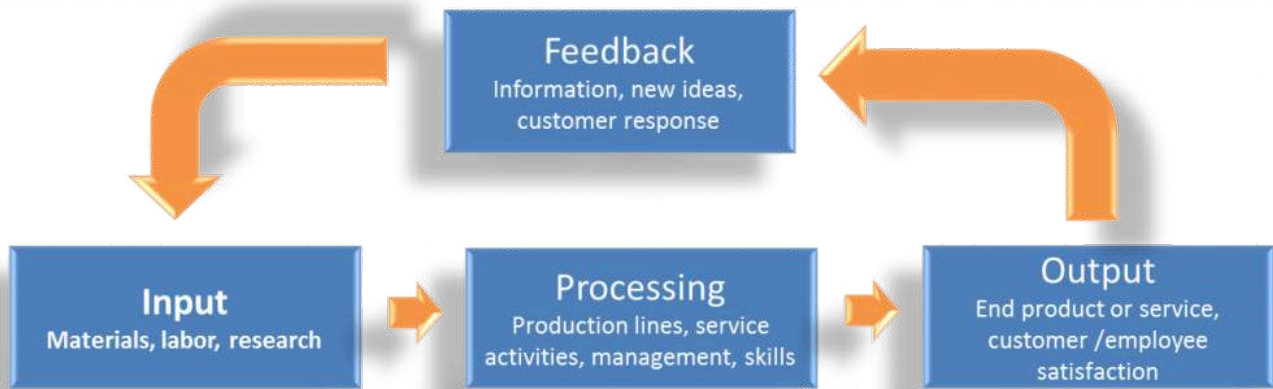 Feedback
Information, new ideas,
customer response
Input
Materials, labor, research
Processing
Production lines, service
activities, management, skills
Output
End product or service,
customer /employee
satisfaction